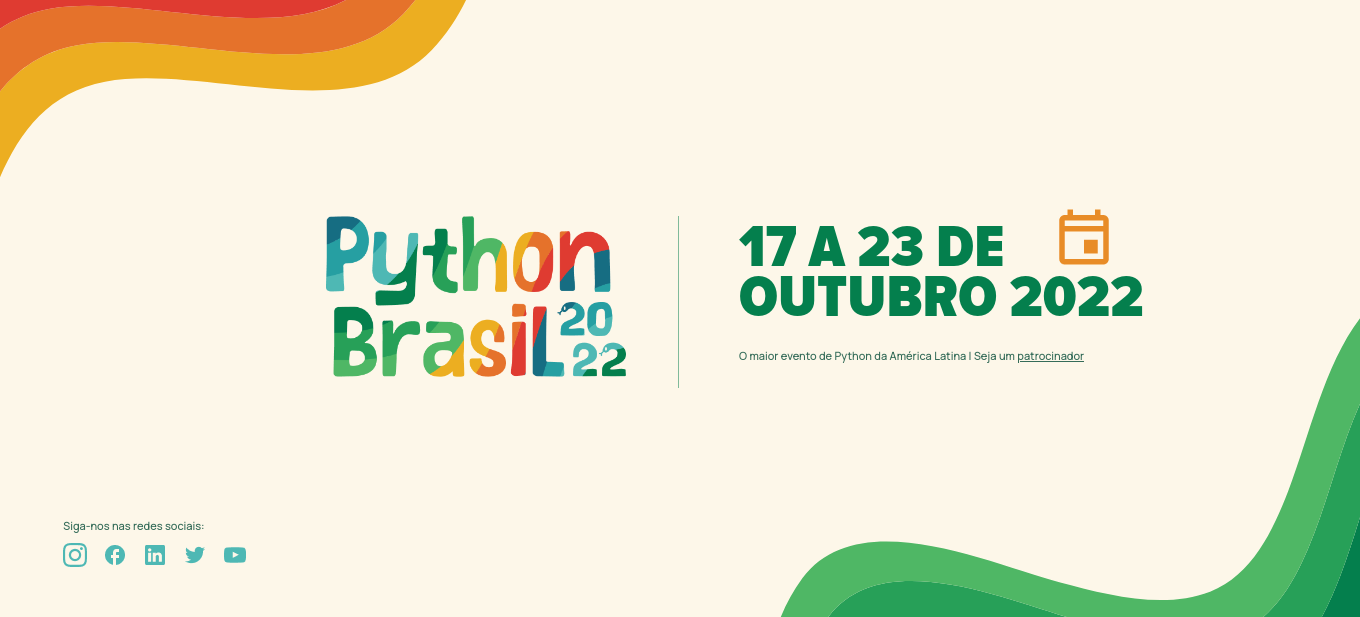 Python
Brasil
20
22
17 A 23 DE
OUTUBRO 2022
O maior evento de Python da América Latina | Seja um patrocinador
Siga-nos nas redes sociais: